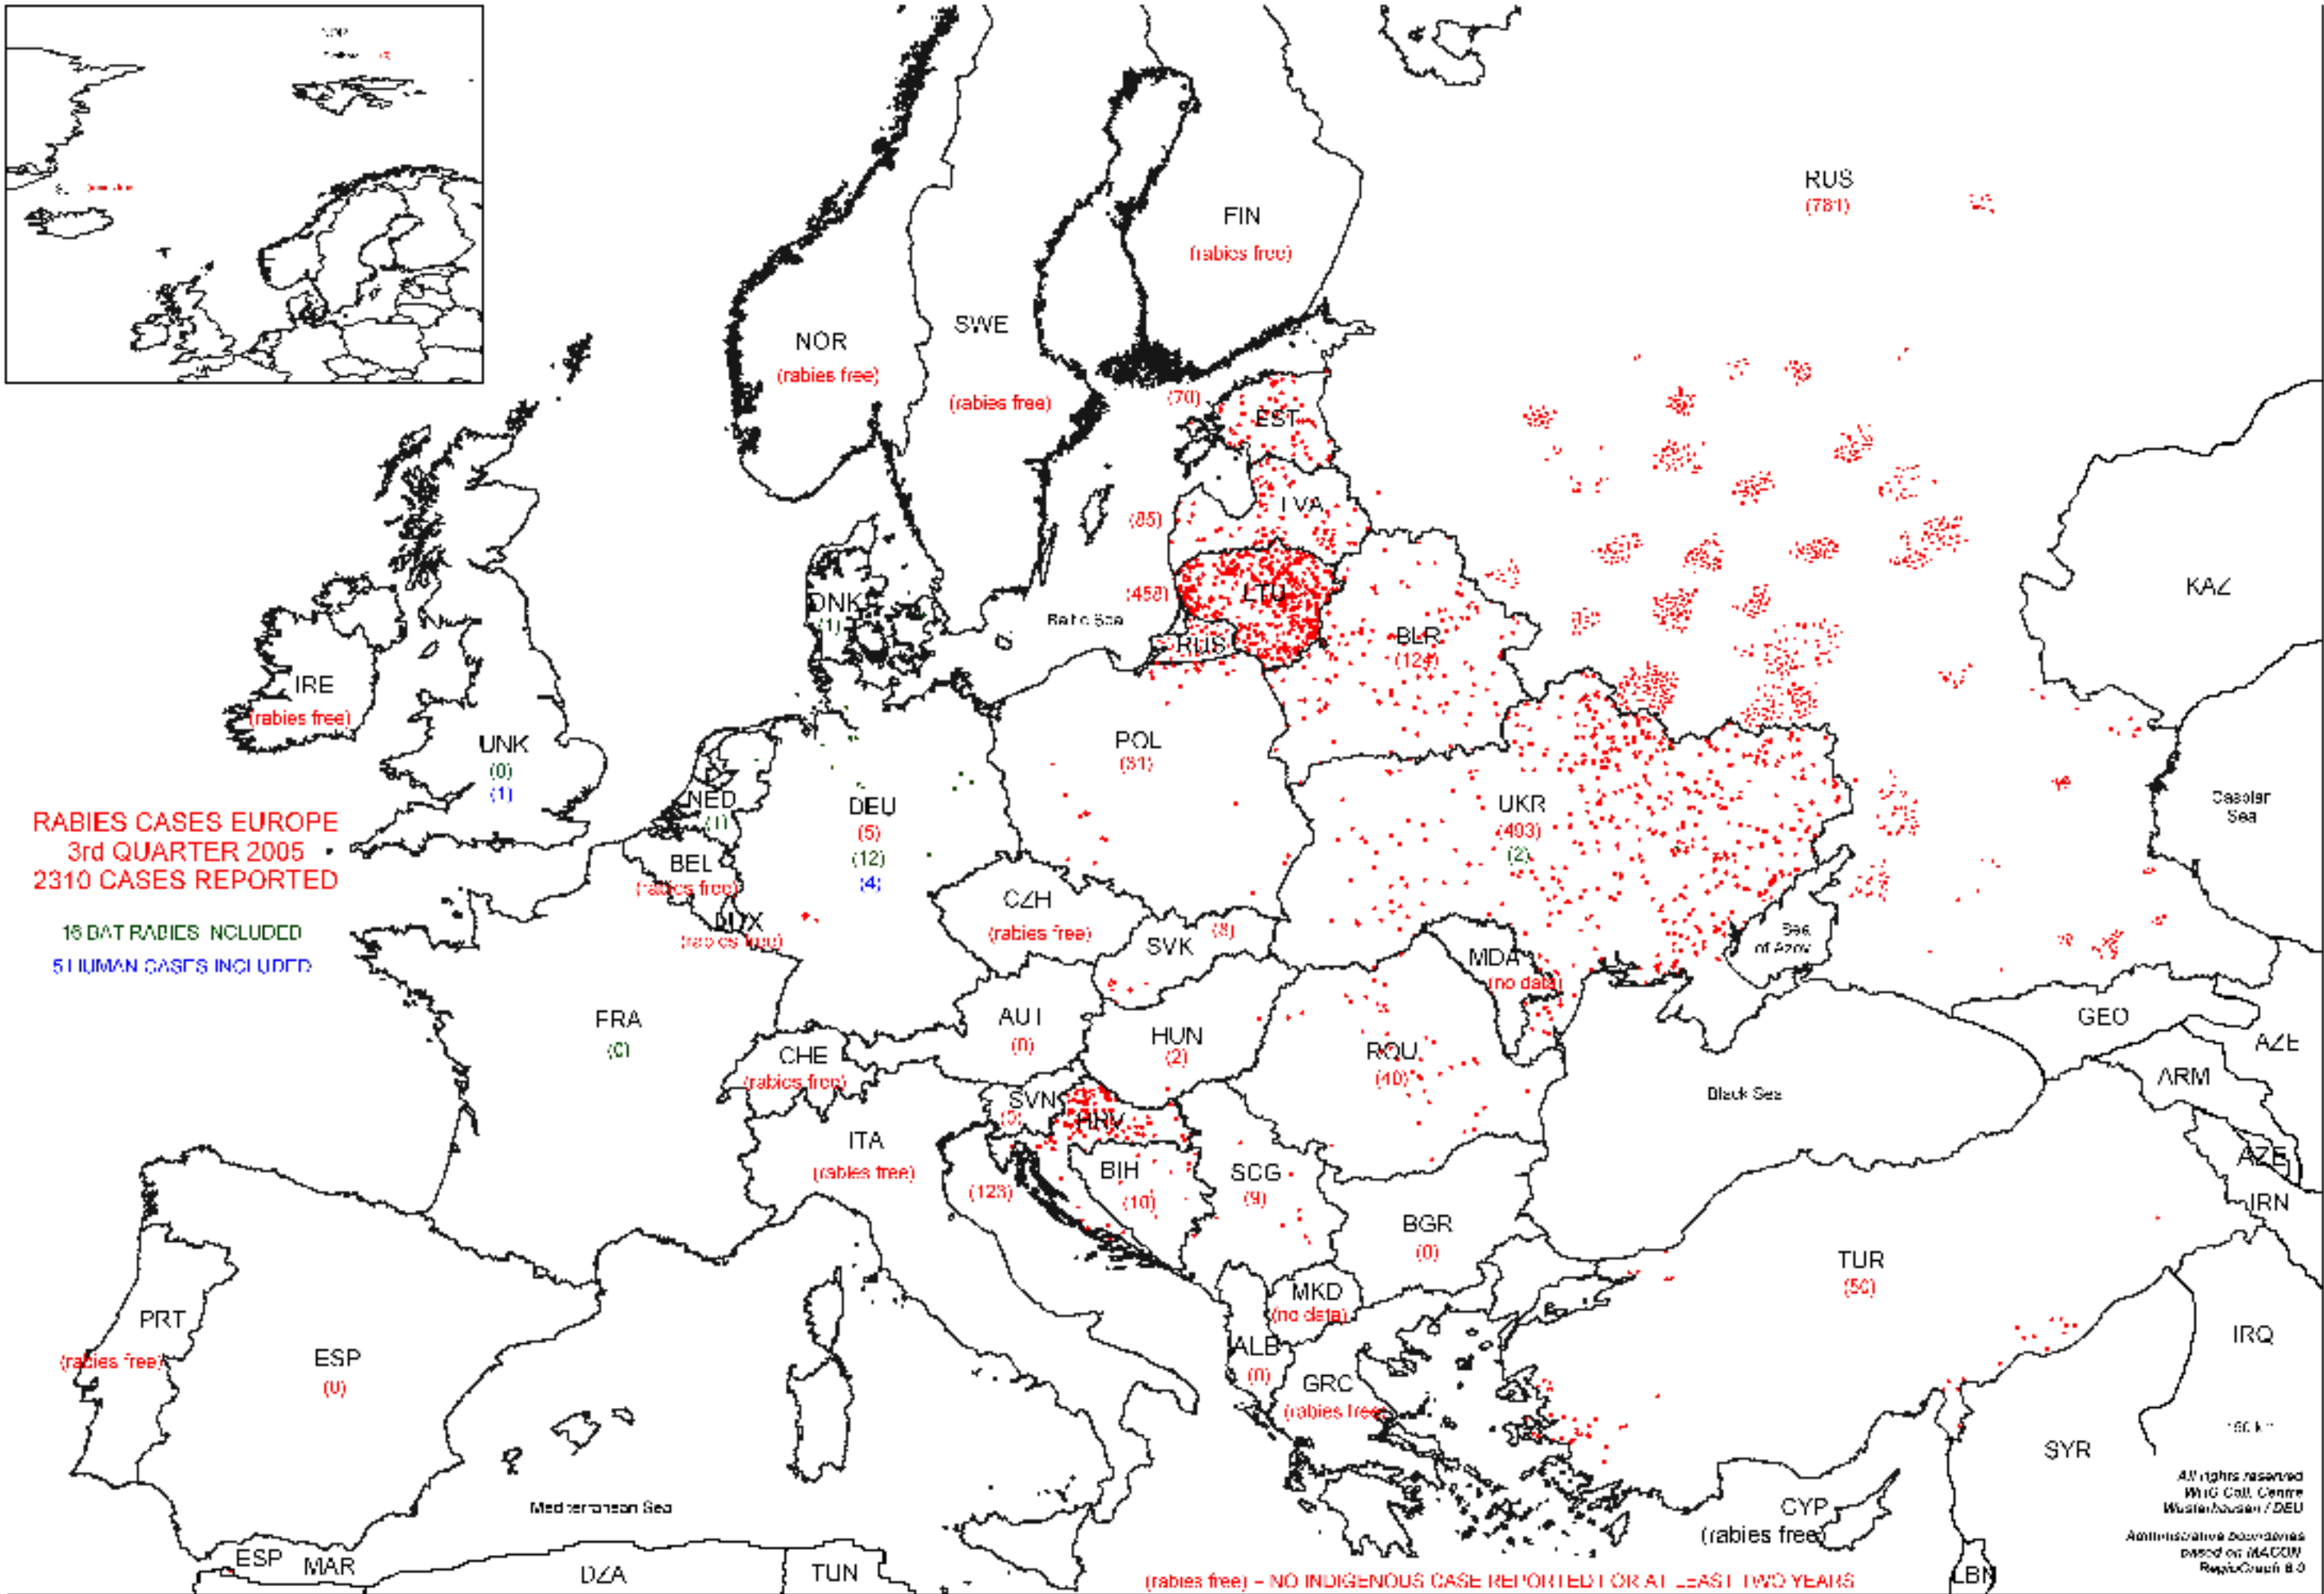 RUS
(781)
FIN
(rabies free)
SWE
(rabies free)
NOR
(rabies free)
(70)
EST
LVA
(85)
KAZ
DNK
(1)
(458)
LTU
Baltic Sea
RUS
BLR
(124)
IRE
(rabies free)
UNK
(0)
(1)
POL
(31)
NED
(1)
DEU
(5)
(12)
(4)
UKR
(493)
(2)
Caspian
Sea
RABIES CASES EUROPE
3rd QUARTER 2005
2310 CASES REPORTED
BEL
(rabies free)
LUX
(rabies free)
CZH
(rabies free)
16 BAT RABIES INCLUDED
5 HUMAN CASES INCLUDED
SVK
(8)
Sea
of Azov
MDA
(no data)
FRA
(0)
AUT
(0)
HUN
(2)
ROU
(40)
CHE
(rabies free)
GEO
AZE
ARM
Black Sea
SVN
HRV
ITA
(rabies free)
(123)
BIH
(10)
SCG
(9)
AZE
IRN
BGR
(0)
TUR
(50)
MKD
(no data)
PRT
(rabies free)
ESP
(0)
ALB
(0)
GRC
(rabies free)
IRQ
SYR
Mediterranean Sea
CYP
(rabies free)
All rights reserved
WHO Coll. Centre
Wusterhausen / DEU
Administrative boundaries
based on MACON
RegioGraph
ESP
MAR
DZA
TUN
LBN
(rabies free) = NO INDIGENOUS CASE REPORTED FOR AT LEAST TWO YEARS